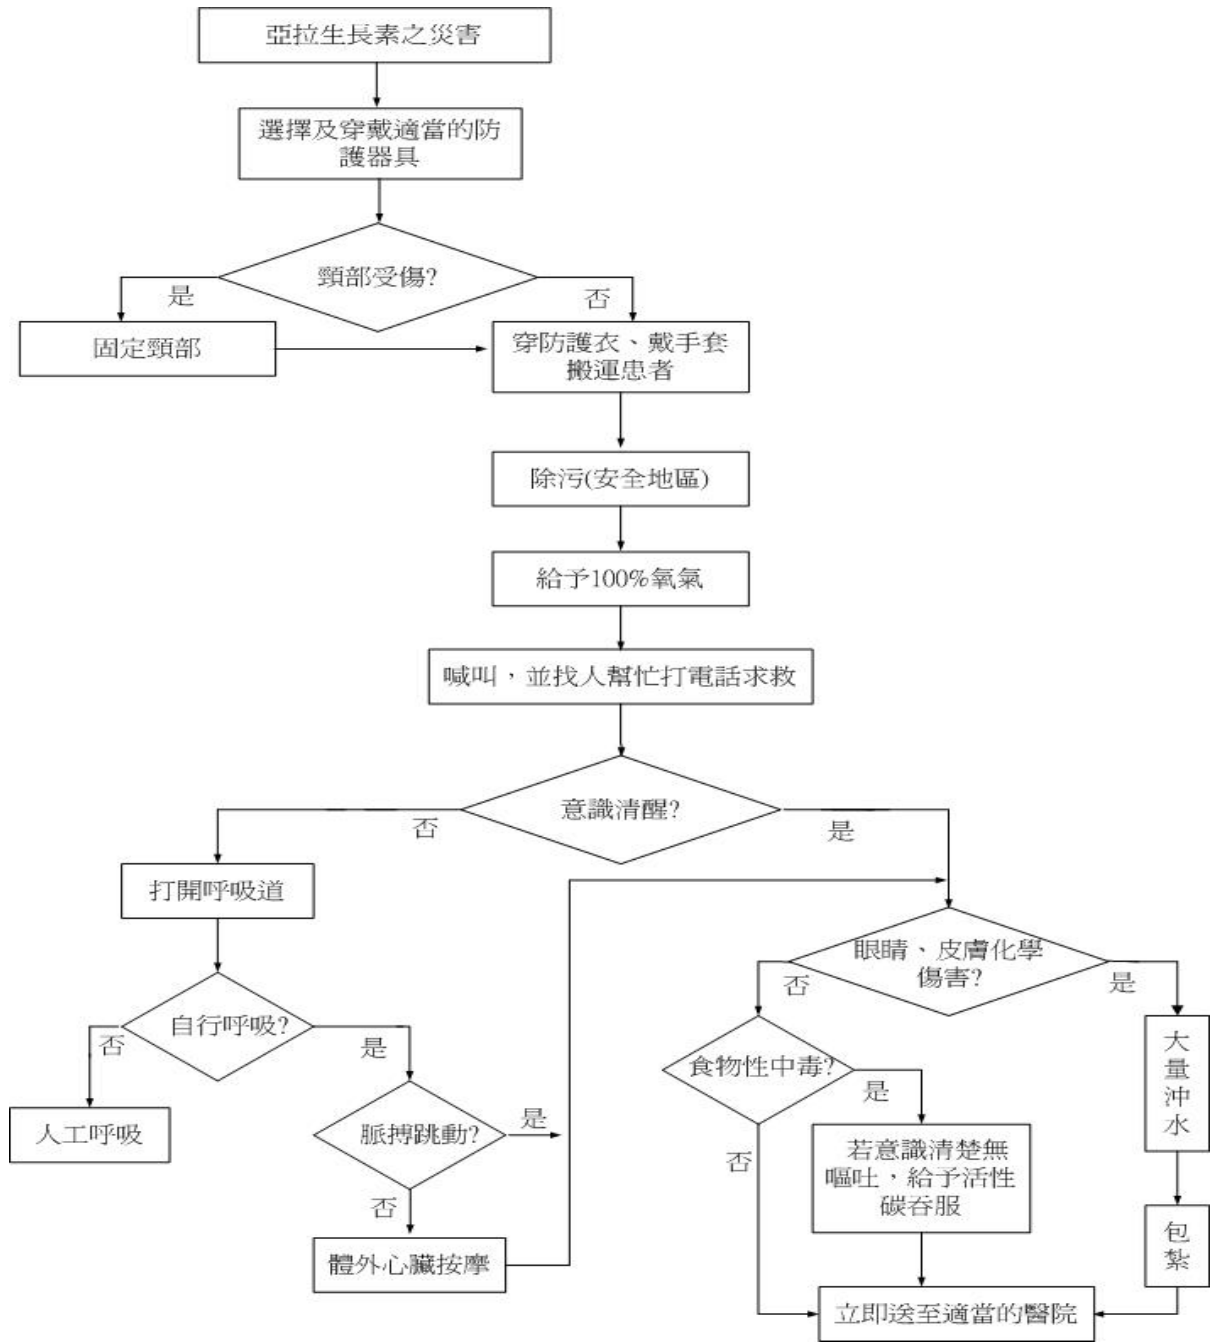 亞拉生長素之災害
選擇及穿戴適當的防
護器具
頸部受傷?
是
否
固定頸部
穿防護衣、戴手套
搬運患者
除污(安全地區)
給予100%氧氣
喊叫，並找人幫忙打電話求救
意識清醒?
否
是
打開呼吸道
眼睛、皮膚化學
傷害?
否
是
自行呼吸?
否
是
大
量
沖
水
食物性中毒?
是
否
人工呼吸
脈搏跳動?
是
否
若意識清楚無
嘔吐，給予活性
碳吞服
包
紮
體外心臟按摩
立即送至適當的醫院